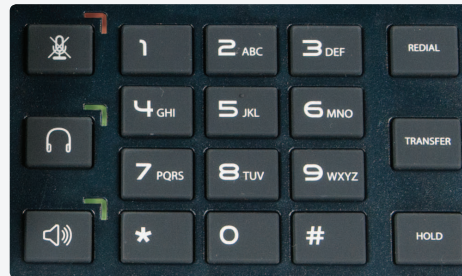 1 2 ABC 3 DEF REDIAL
4 GHI 5 JKL 6 MNO
TRANSFER
7 PQRS 8 TUV 9 WXYZ
* 0 # HOLD